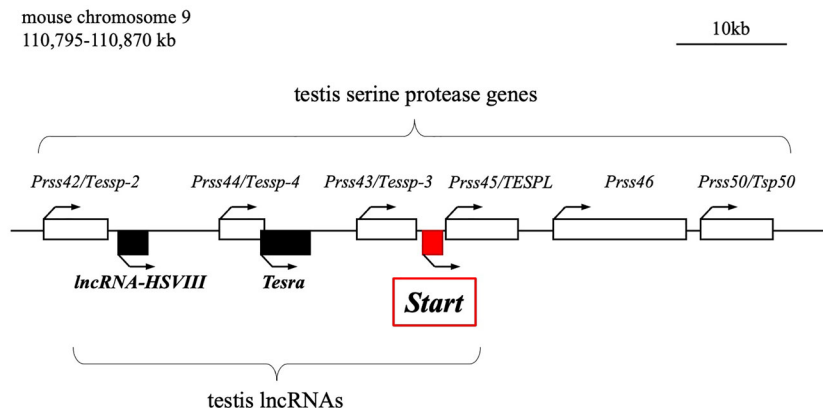 mouse chromosome 9
110,795-110,870 kb
10kb
testis serine protease genes
Prss42/Tessp-2
Prss44/Tessp-4
Prss43/Tessp-3
Prss45/TESPL
Prss46
Prss50/Tsp50
lncRNA-HSVIII
Tesra
Start
testis lncRNAs